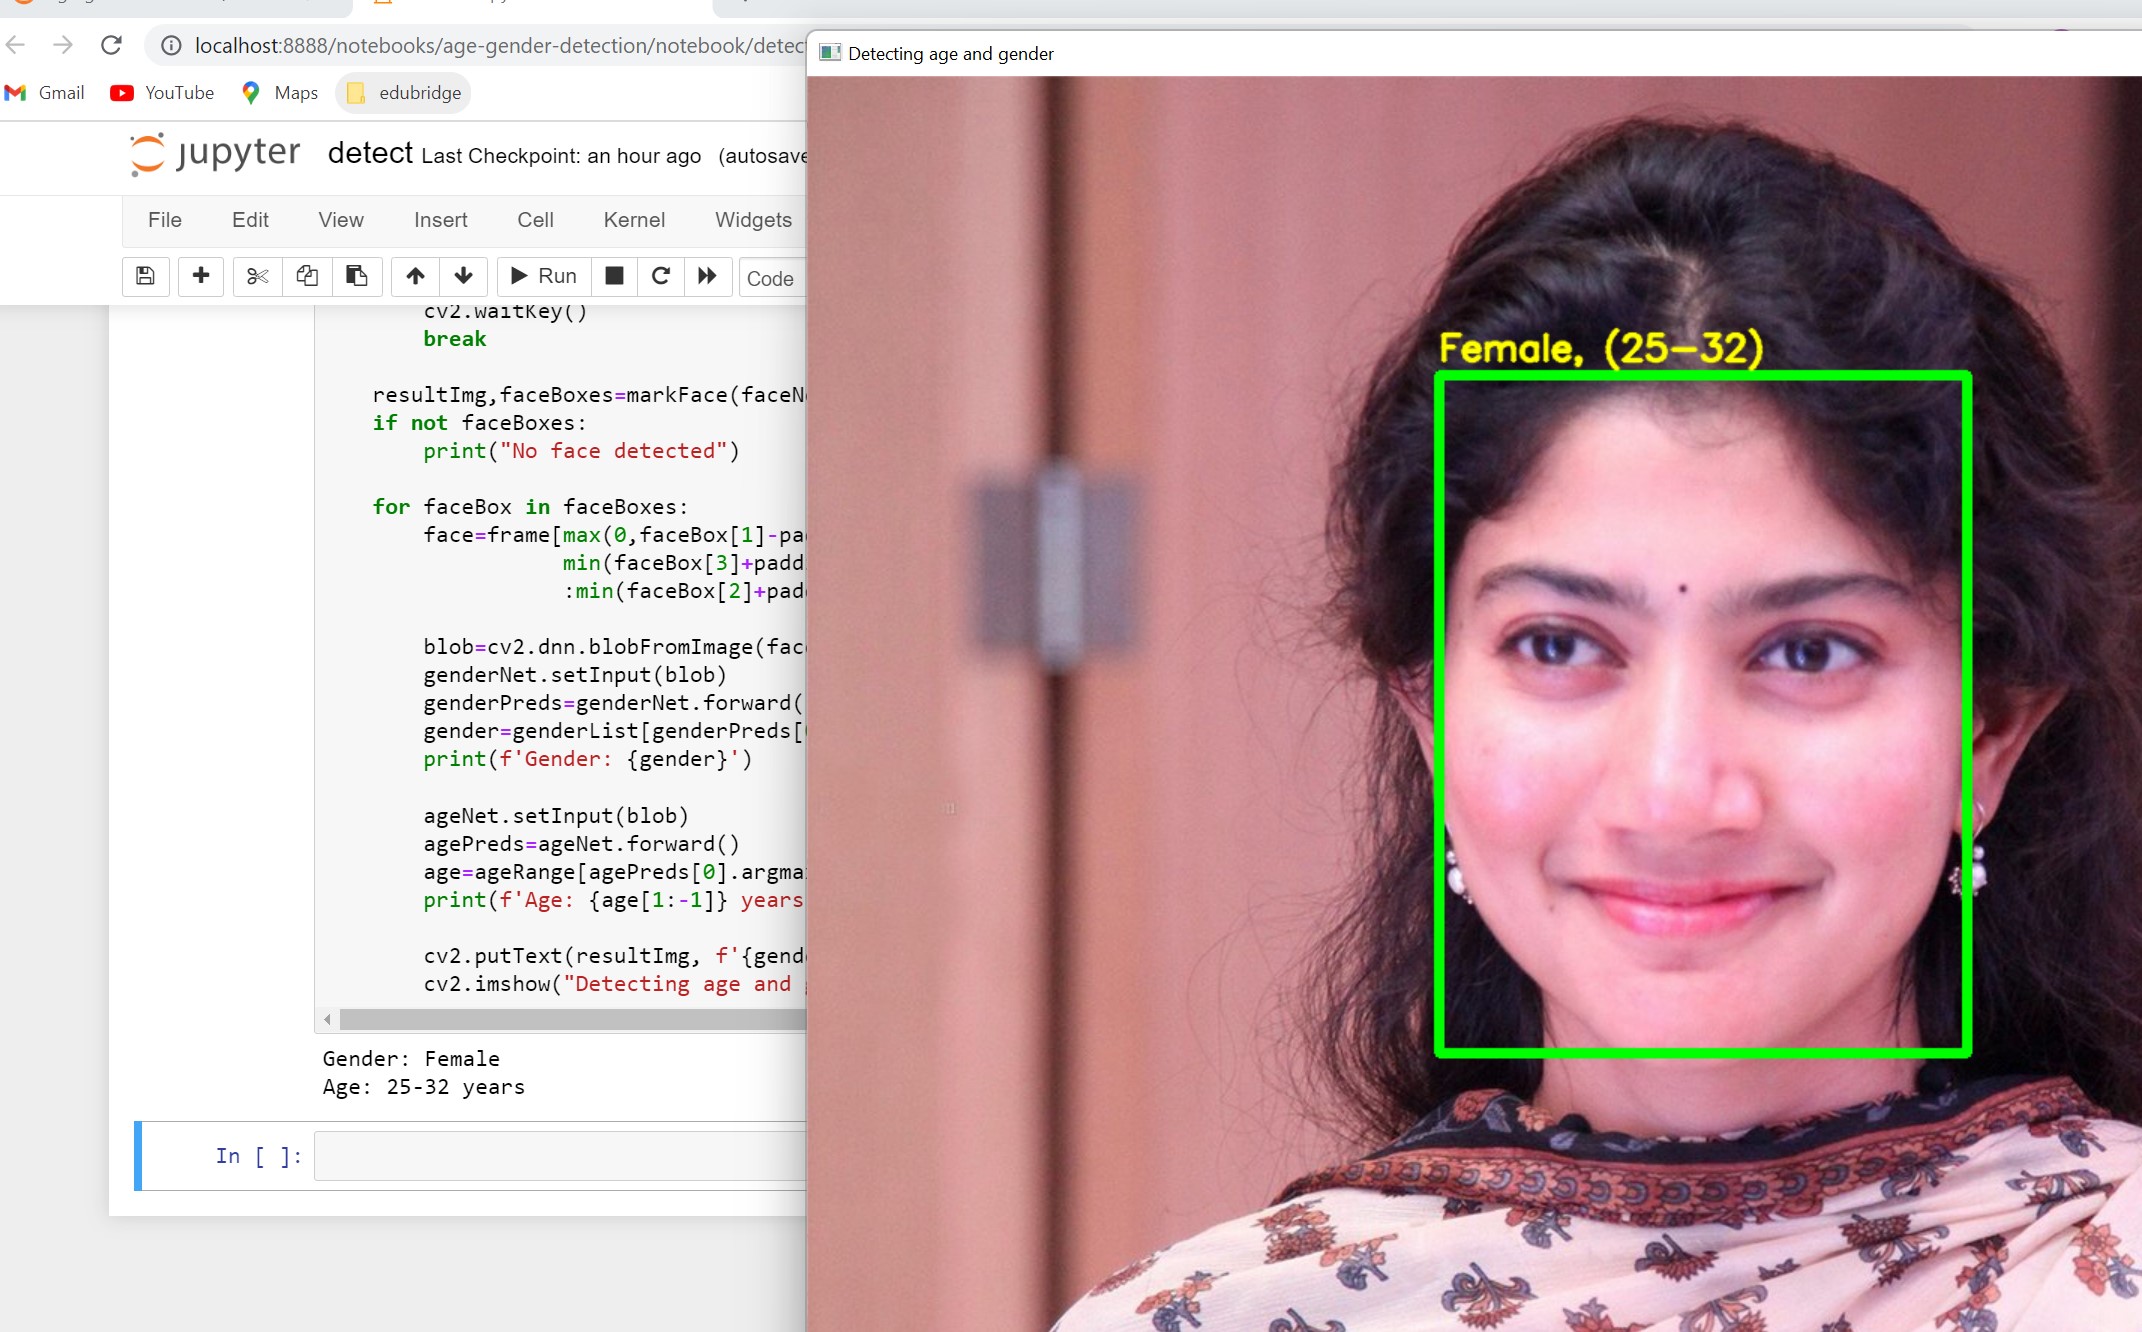 localhost:8888/notebooks/age-gender-detection/notebook/detec
Gmail YouTube Maps edubridge
jupyter detect Last Checkpoint: an hour ago (autosave
File Edit View Insert Cell Kernel Widgets
Run Code
cv2.waitKey()
break
resultImg,faceBoxes=markFace(faceN
if not faceBoxes:
print("No face detected")
for faceBox in faceBoxes:
face=frame[max(0,faceBox[1]-pa
min(faceBox[3]+padd
:min(faceBox[2]+pad
blob=cv2.dnn.blobFromImage(fac
genderNet.setInput(blob)
genderPreds=genderNet.forward(
gender=genderList[genderPreds[
print(f'Gender: {gender}')
ageNet.setInput(blob)
agePreds=ageNet.forward()
age=ageRange[agePreds[0].argma
print(f'Age: {age[1:-1]} years
cv2.putText(resultImg, f'{gend
cv2.imshow("Detecting age and
Gender: Female
Age: 25-32 years
In [ ]:
Detecting age and gender
Female, (25-32)